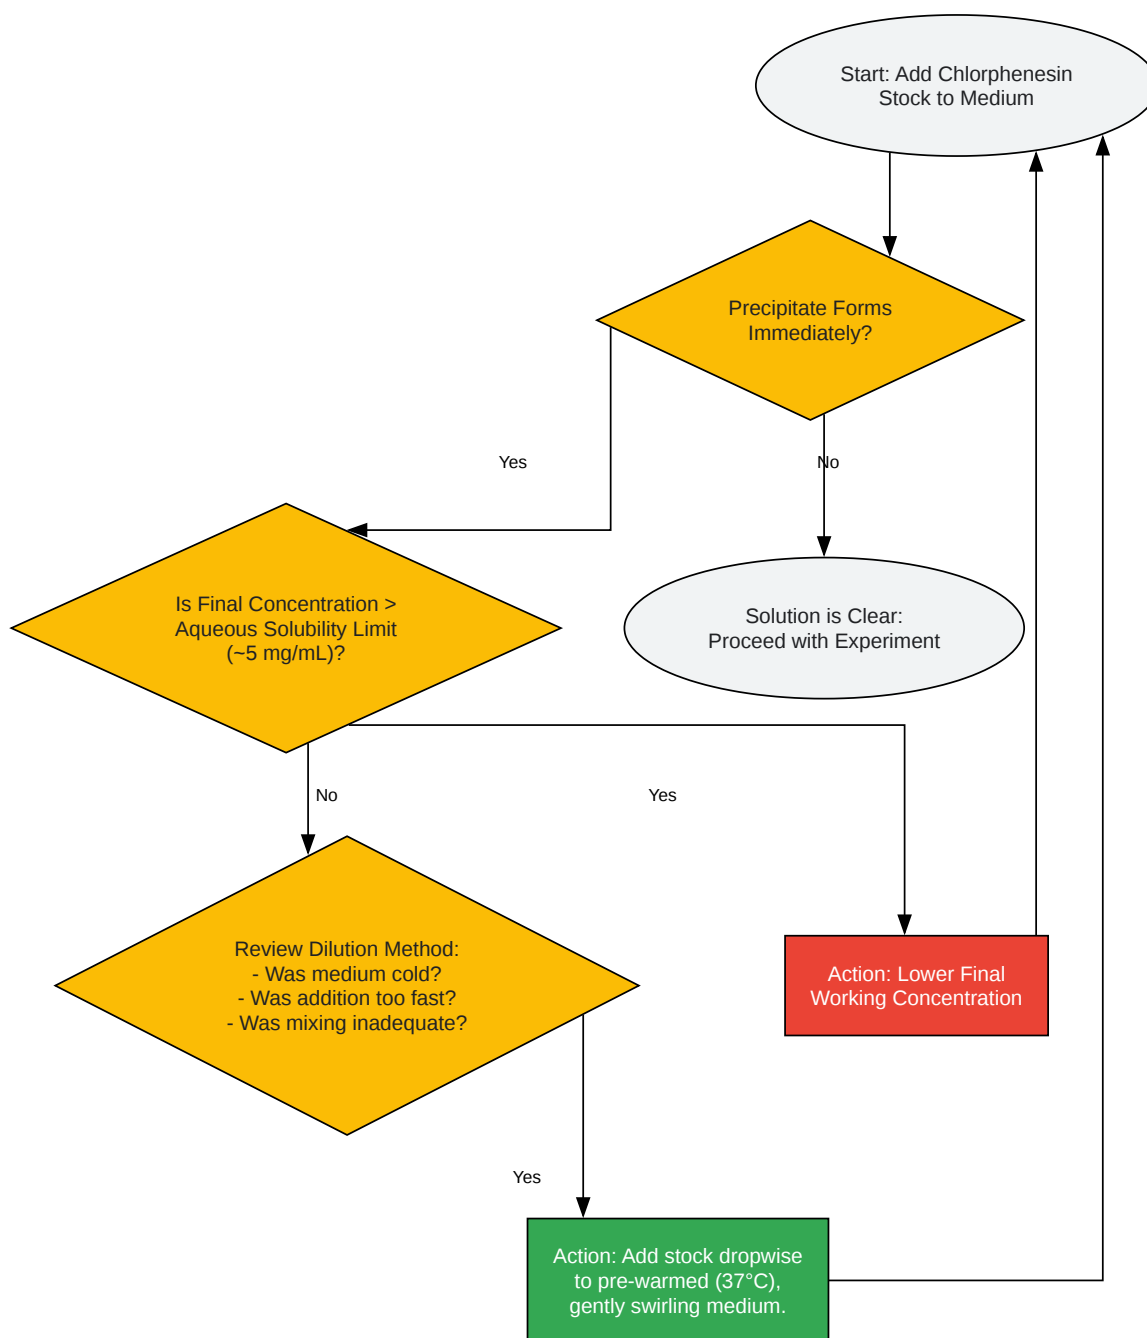 Start: Add Chlorphenesin
Stock to Medium
Precipitate Forms
Immediately?
Yes
No
Is Final Concentration >
Aqueous Solubility Limit
(~5 mg/mL)?
Solution is Clear:
Proceed with Experiment
No
Yes
Review Dilution Method:
- Was medium cold?
- Was addition too fast?
- Was mixing inadequate?
Action: Lower Final
Working Concentration
Yes
Action: Add stock dropwise
to pre-warmed (37°C),
gently swirling medium.